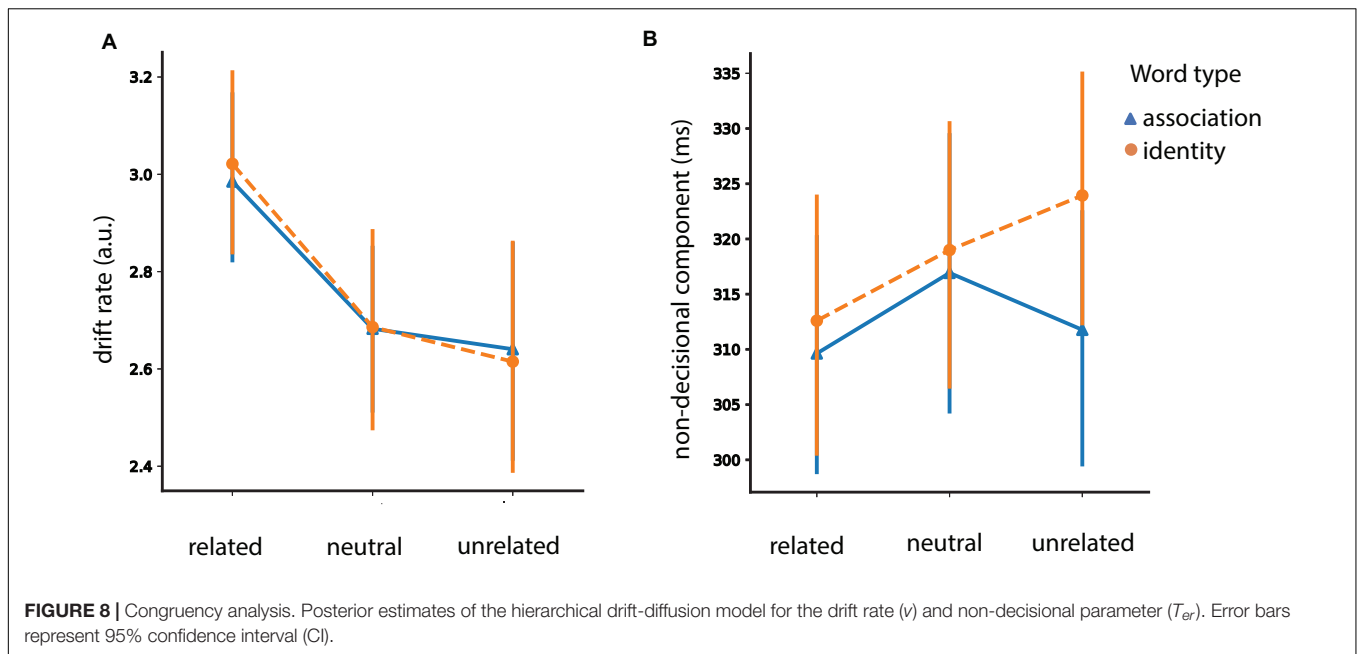 A
drift rate (a.u.)
3.2
3.0
2.8
2.6
2.4
related neutral unrelated
B
non-decisional component (ms)
335
330
325
320
315
310
305
300
related neutral unrelated
Word type
association
identity
FIGURE 8 | Congruency analysis. Posterior estimates of the hierarchical drift-diffusion model for the drift rate (v) and non-decisional parameter (Ter). Error bars
represent 95% confidence interval (CI).